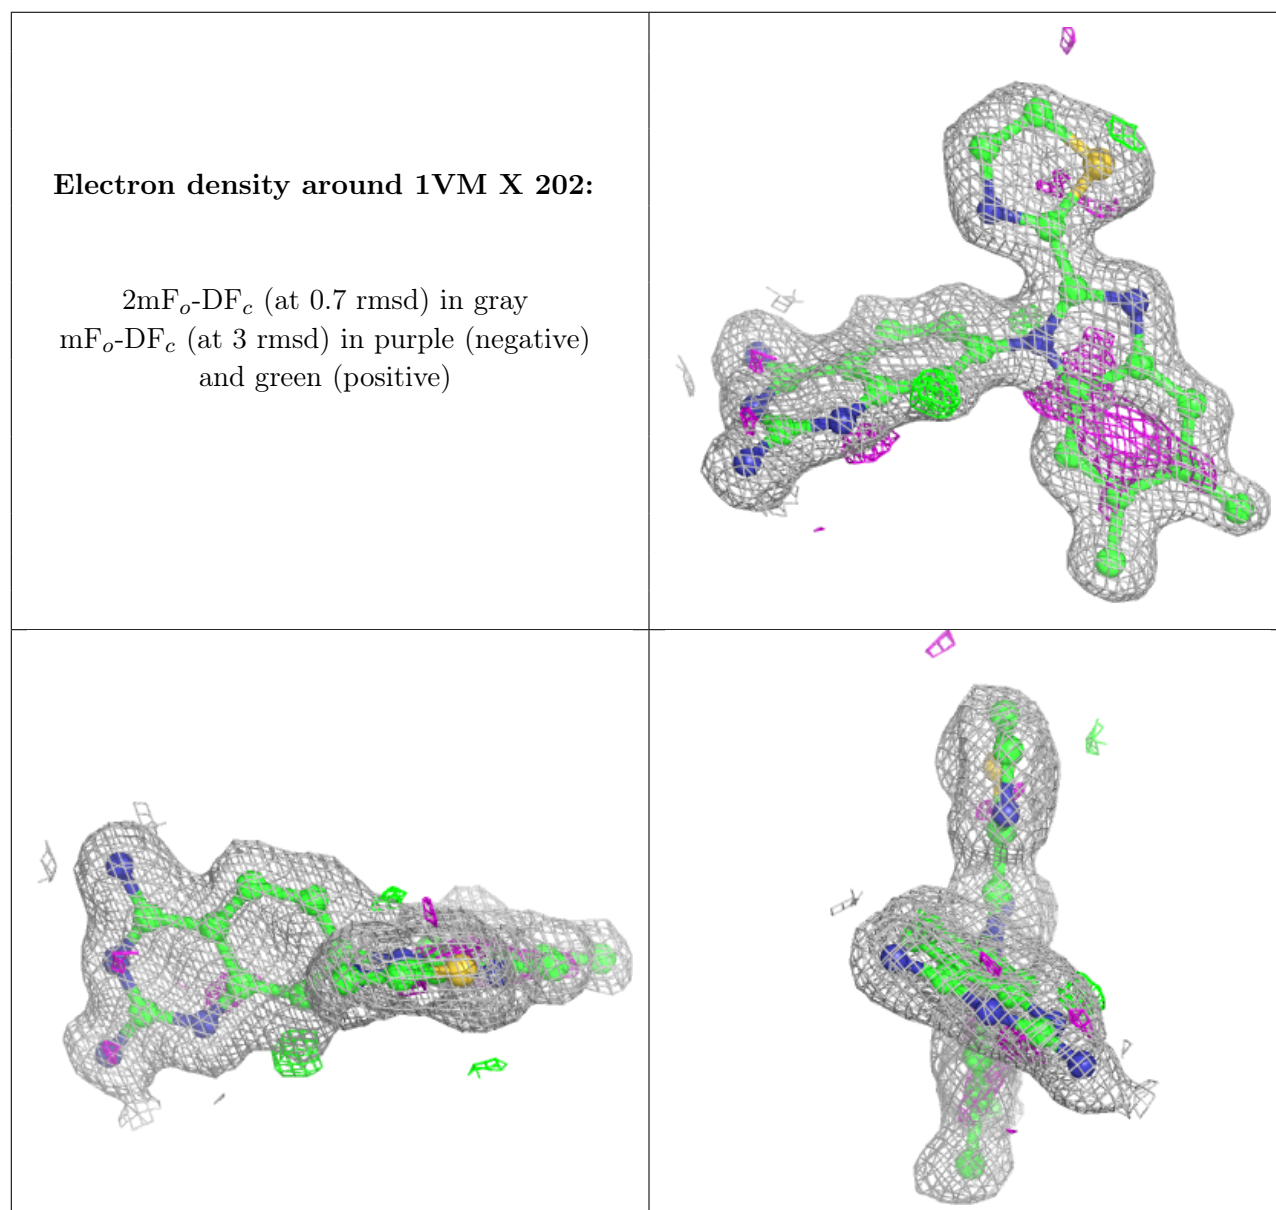 Electron density around 1VM X 202:
2mFo-DFc (at 0.7 rmsd) in gray
mFo-DFc (at 3 rmsd) in purple (negative)
and green (positive)